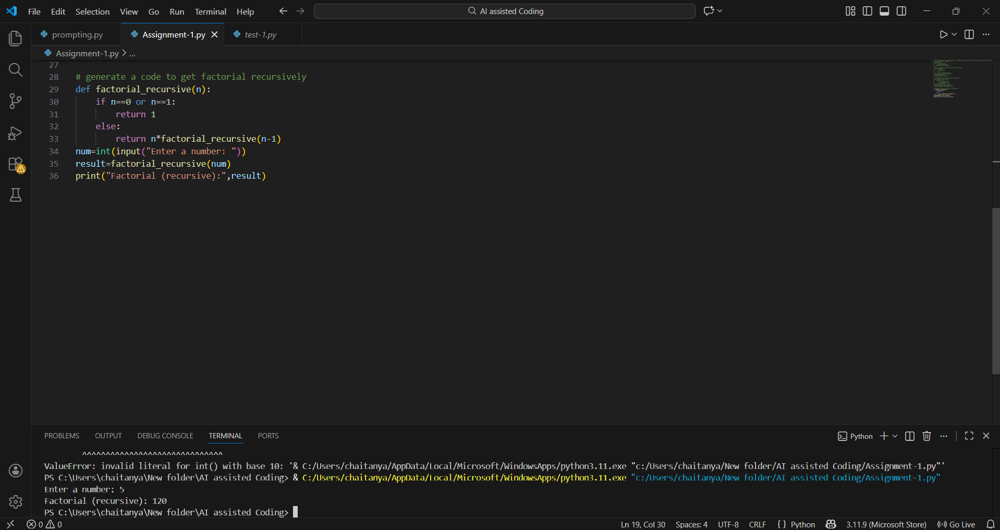 File Edit Selection View Go Run Terminal Help
AI assisted Coding
prompting.py Assignment-1.py test-1.py
Assignment-1.py > ...
27
28 # generate a code to get factorial recursively
29 def factorial_recursive(n):
30 if n==0 or n==1:
31 return 1
32 else:
33 return n*factorial_recursive(n-1)
34 num=int(input("Enter a number: "))
35 result=factorial_recursive(num)
36 print("Factorial (recursive):",result)
PROBLEMS OUTPUT DEBUG CONSOLE TERMINAL PORTS
Python
^^^^^^^^^^^^^^^^^^^^^^^^^^^^^^
ValueError: invalid literal for int() with base 10: '& C:/Users/chaitanya/AppData/Local/Microsoft/WindowsApps/python3.11.exe "c:/Users/chaitanya/New folder/AI assisted Coding/Assignment-1.py"'
PS C:\Users\chaitanya\New folder\AI assisted Coding> & C:/Users/chaitanya/AppData/Local/Microsoft/WindowsApps/python3.11.exe "c:/Users/chaitanya/New folder/AI assisted Coding/Assignment-1.py"
Enter a number: 5
Factorial (recursive): 120
PS C:\Users\chaitanya\New folder\AI assisted Coding>
0 0 Ln 19, Col 30 Spaces: 4 UTF-8 CRLF { } Python 3.11.9 (Microsoft Store) Go Live